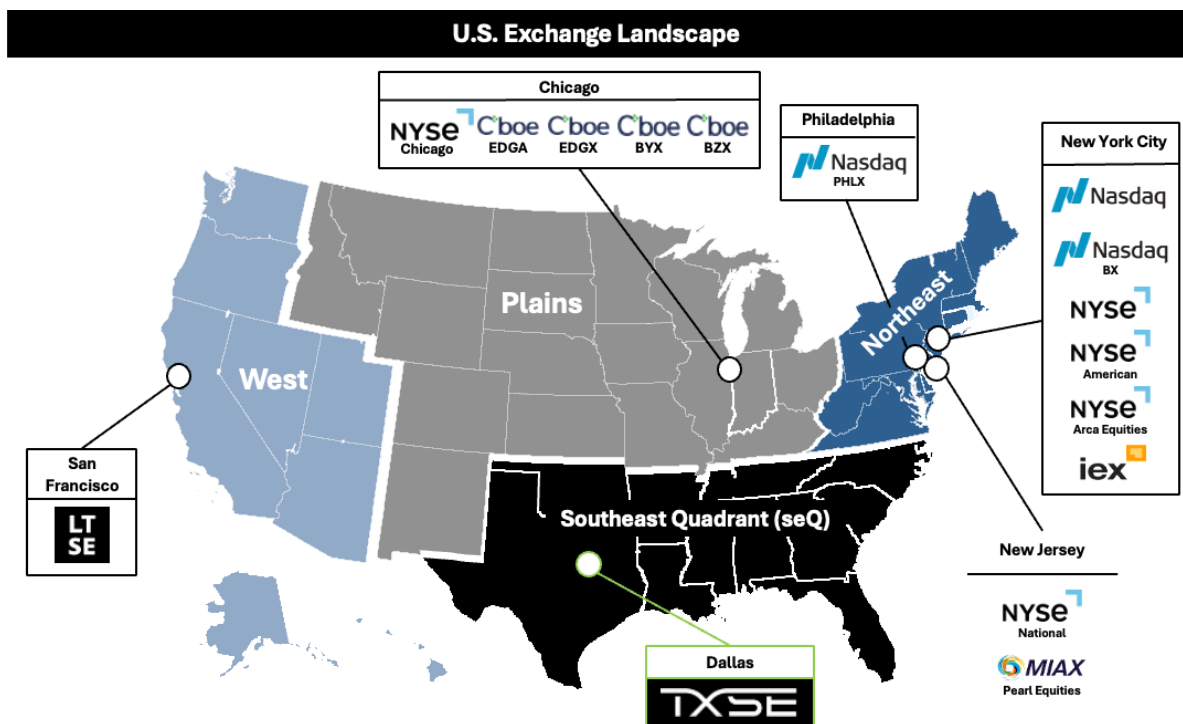 U.S. Exchange Landscape
Chicago
NYSE Cboe Cboe Cboe Cboe
Chicago EDGA EDGX BYX BZX
Philadelphia
Nasdaq
PHLX
New York City
Nasdaq
Nasdaq
BX
NYSE
NYSE
American
NYSE
Arca Equities
iex
Northeast
Plains
West
San
Francisco
LT
SE
Southeast Quadrant (seQ)
Dallas
TXSE
New Jersey
NYSE
National
MIAX
Pearl Equities